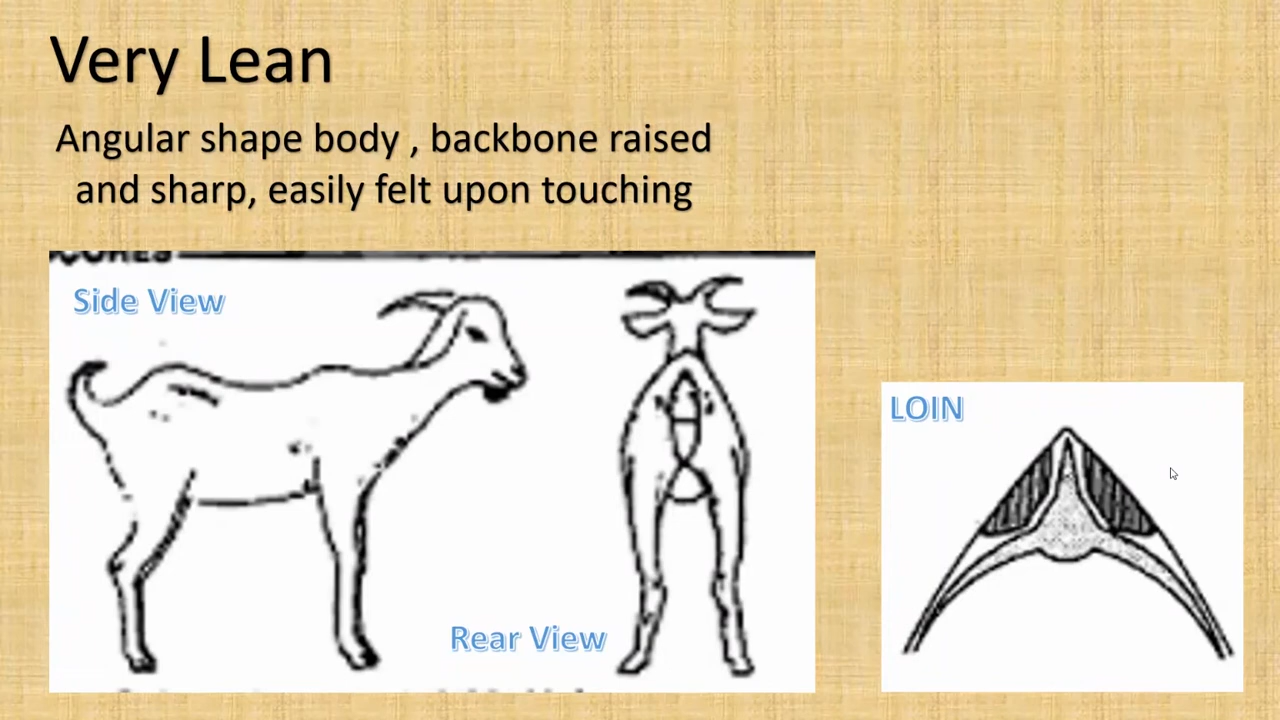 Very Lean
Angular shape body , backbone raised
and sharp, easily felt upon touching
Side View
LOIN
Rear View